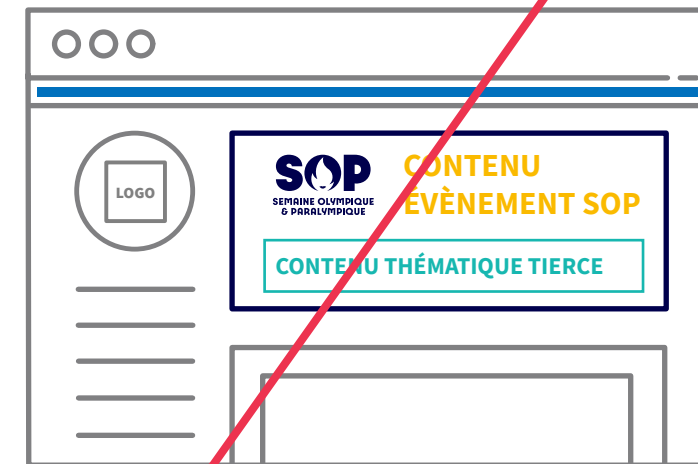 LOGO
SOP
SEMAINE OLYMPIQUE
& PARALYMPIQUE
CONTENU
ÉVÈNEMENT SOP
CONTENU THÉMATIQUE TIERCE